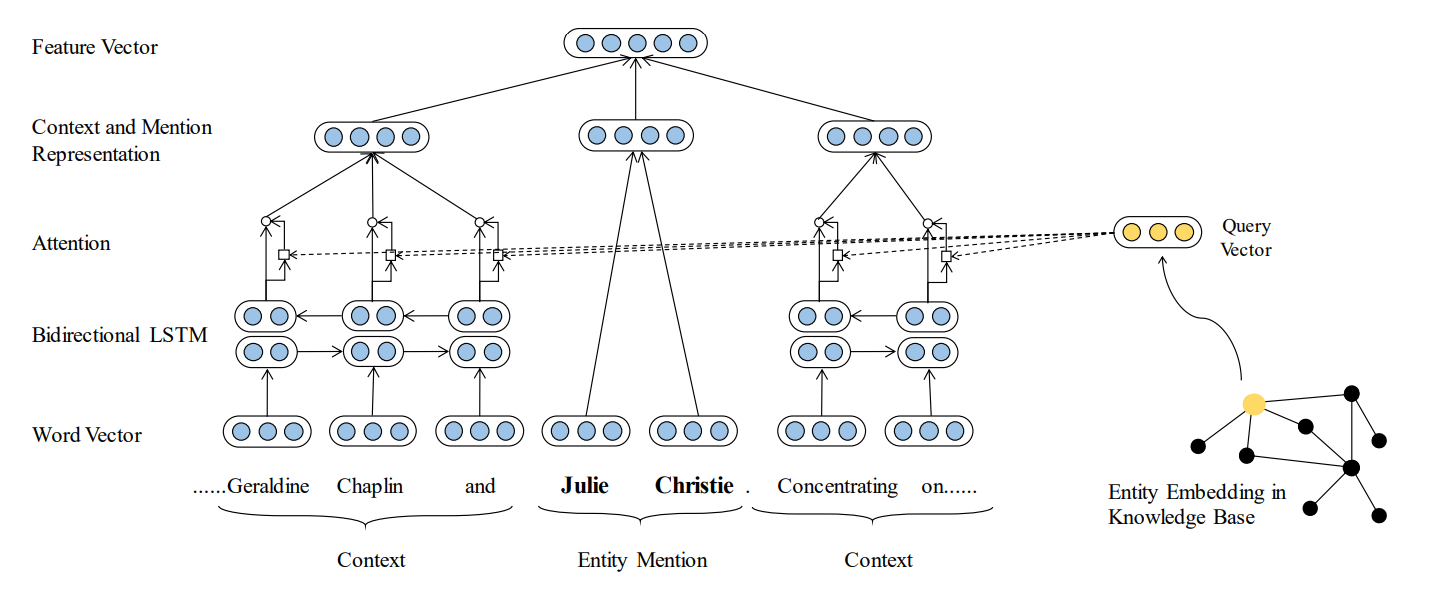 Feature Vector
Context and Mention
Representation
Attention
Query
Vector
Bidirectional LSTM
Word Vector
......Geraldine Chaplin and Julie Christie . Concentrating on......
Entity Embedding in
Knowledge Base
Context Entity Mention Context